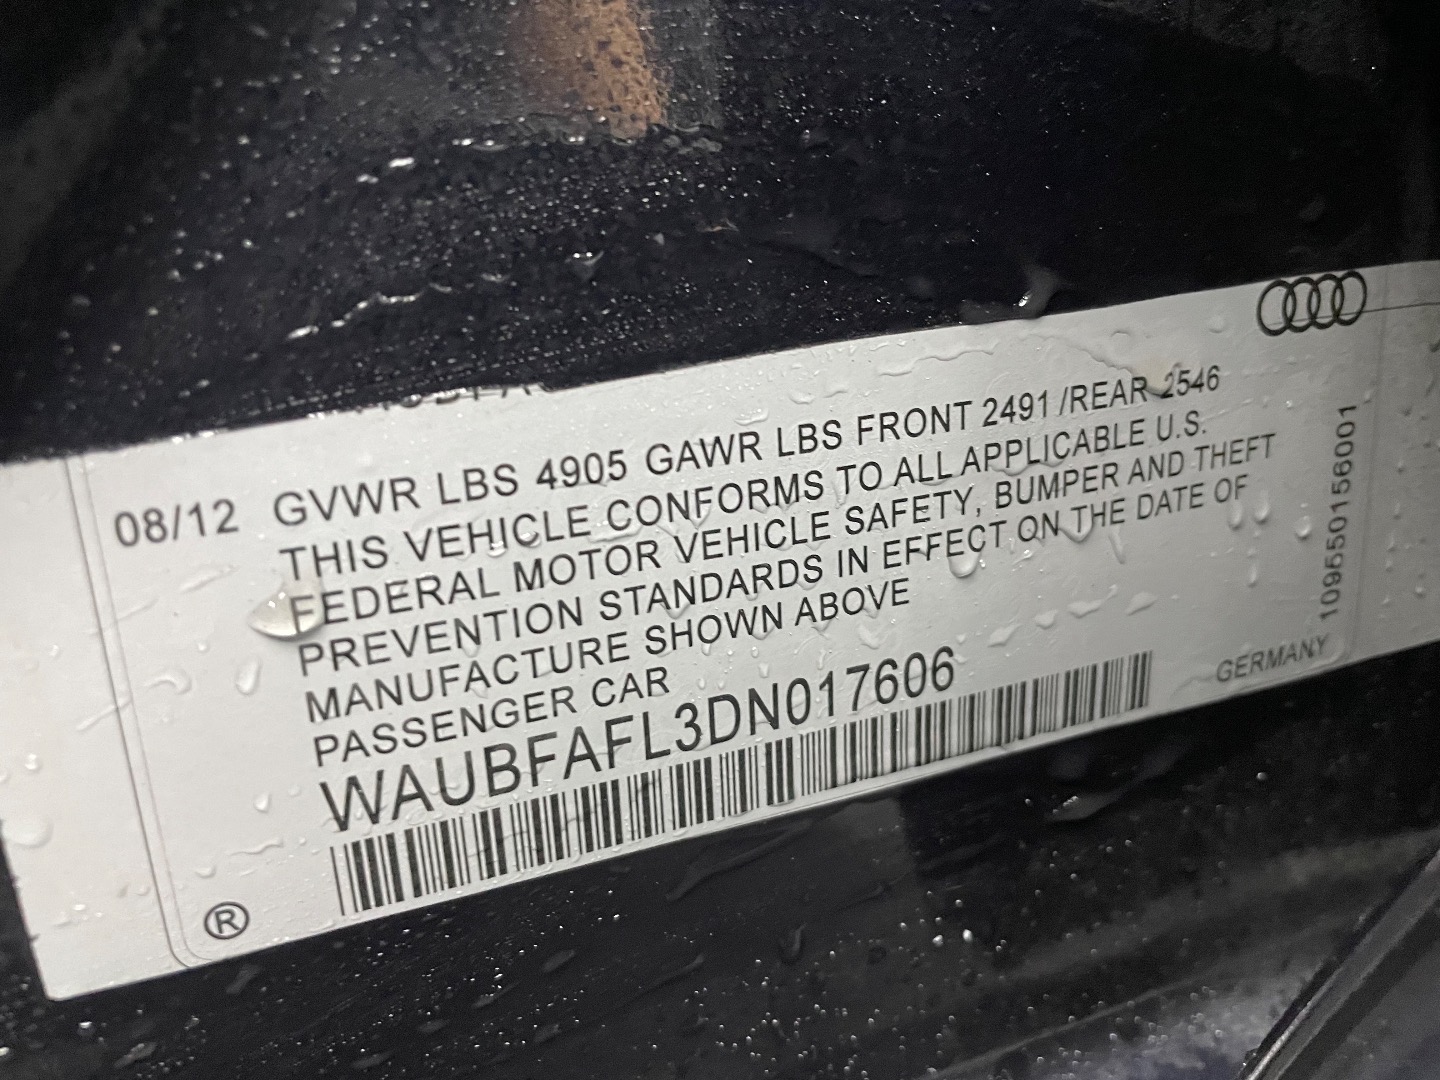 08/12 GVWR LBS 4905 GAWR LBS FRONT 2491 /REAR 2546
THIS VEHICLE CONFORMS TO ALL APPLICABLE U.S.
FEDERAL MOTOR VEHICLE SAFETY, BUMPER AND THEFT
PREVENTION STANDARDS IN EFFECT ON THE DATE OF
MANUFACTURE SHOWN ABOVE
PASSENGER CAR
WAUBFAFL3DN017606
®
GERMANY
109550156001